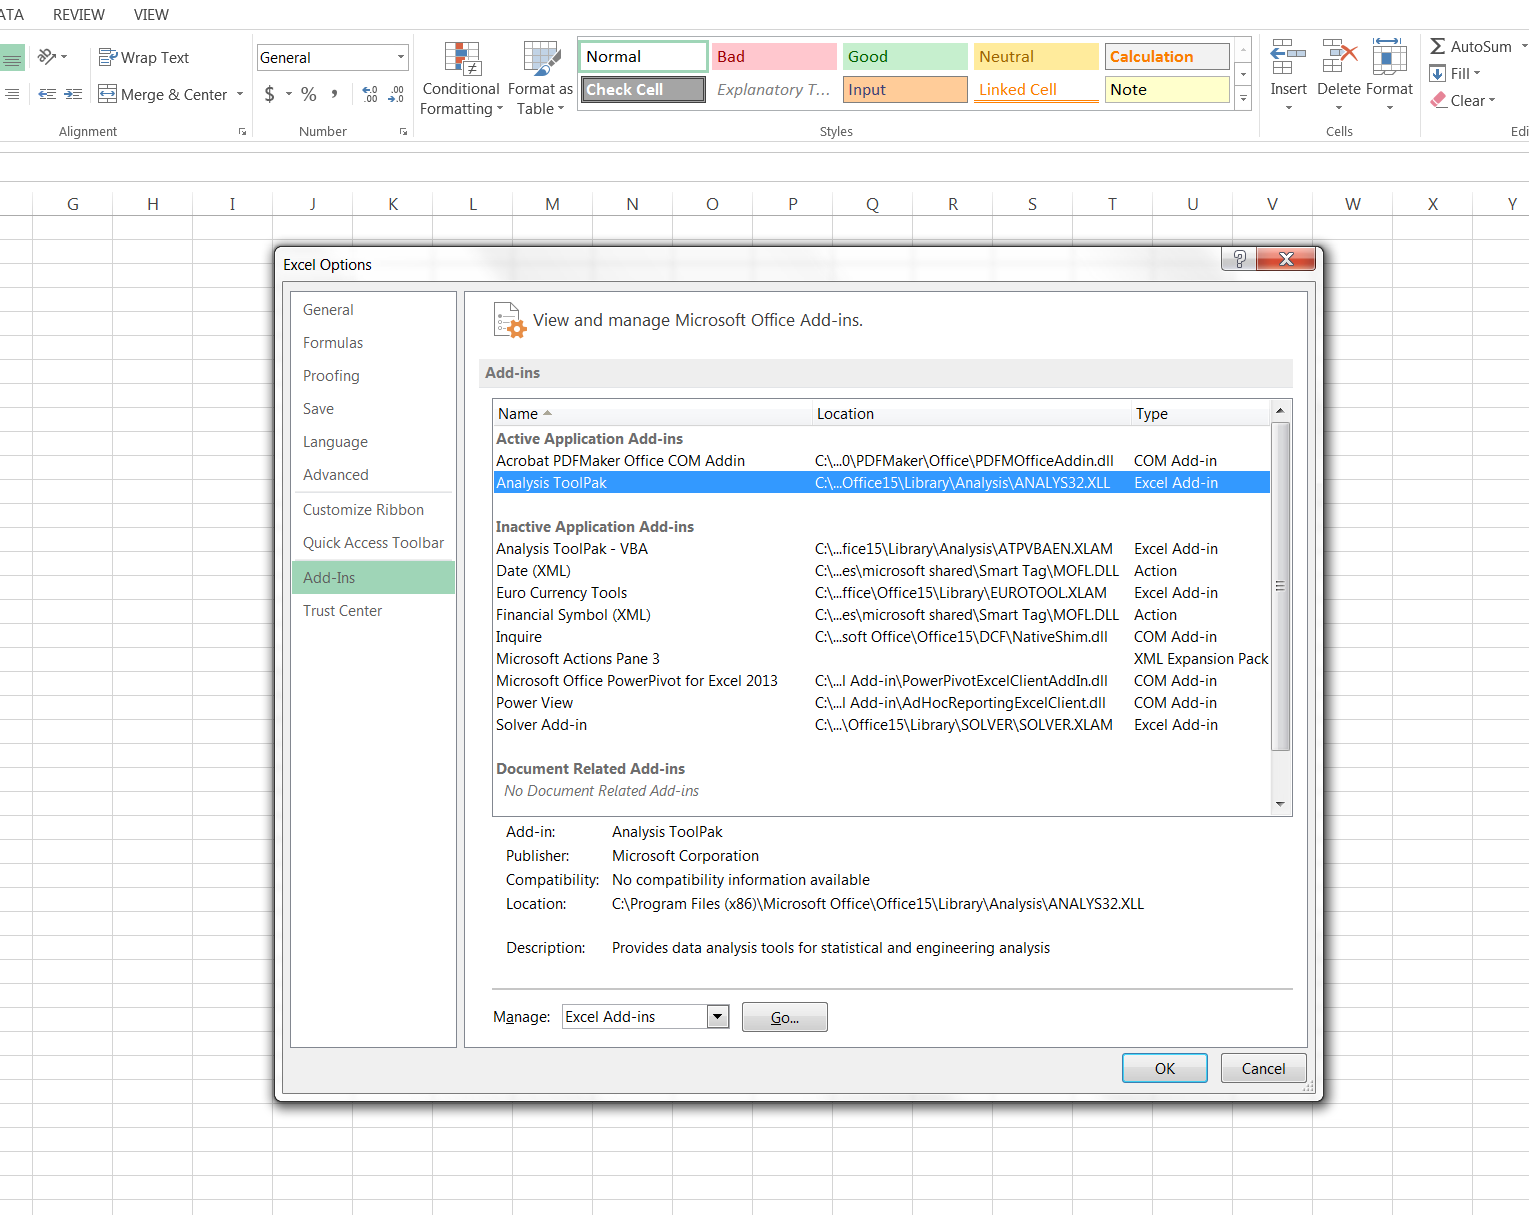 ATA REVIEW VIEW
Wrap Text General Conditional Formatting Format as Table Normal Bad Good Neutral Calculation Insert Delete Format AutoSum
Fill
Merge & Center $ % , .00 .00 Check Cell Explanatory T... Input Linked Cell Note Clear
Alignment Number Styles Cells Edi
G H I J K L M N O P Q R S T U V W X Y
Excel Options
General
Formulas
Proofing
Save
Language
Advanced
Customize Ribbon
Quick Access Toolbar
Add-Ins
Trust Center
View and manage Microsoft Office Add-ins.
Add-ins
Name Location Type
Active Application Add-ins
Acrobat PDFMaker Office COM Addin C:\...0\PDFMaker\Office\PDFMOfficeAddin.dll COM Add-in
Analysis ToolPak C:\...Office15\Library\Analysis\ANALYS32.XLL Excel Add-in
Inactive Application Add-ins
Analysis ToolPak - VBA C:\...fice15\Library\Analysis\ATPVBAEN.XLAM Excel Add-in
Date (XML) C:\...es\microsoft shared\Smart Tag\MOFL.DLL Action
Euro Currency Tools C:\...ffice\Office15\Library\EUROTOOL.XLAM Excel Add-in
Financial Symbol (XML) C:\...es\microsoft shared\Smart Tag\MOFL.DLL Action
Inquire C:\...soft Office\Office15\DCF\NativeShim.dll COM Add-in
Microsoft Actions Pane 3 XML Expansion Pack
Microsoft Office PowerPivot for Excel 2013 C:\...l Add-in\PowerPivotExcelClientAddIn.dll COM Add-in
Power View C:\...l Add-in\AdHocReportingExcelClient.dll COM Add-in
Solver Add-in C:\...\Office15\Library\SOLVER\SOLVER.XLAM Excel Add-in
Document Related Add-ins
No Document Related Add-ins
Add-in: Analysis ToolPak
Publisher: Microsoft Corporation
Compatibility: No compatibility information available
Location: C:\Program Files (x86)\Microsoft Office\Office15\Library\Analysis\ANALYS32.XLL
Description: Provides data analysis tools for statistical and engineering analysis
Manage: Excel Add-ins Go...
OK Cancel